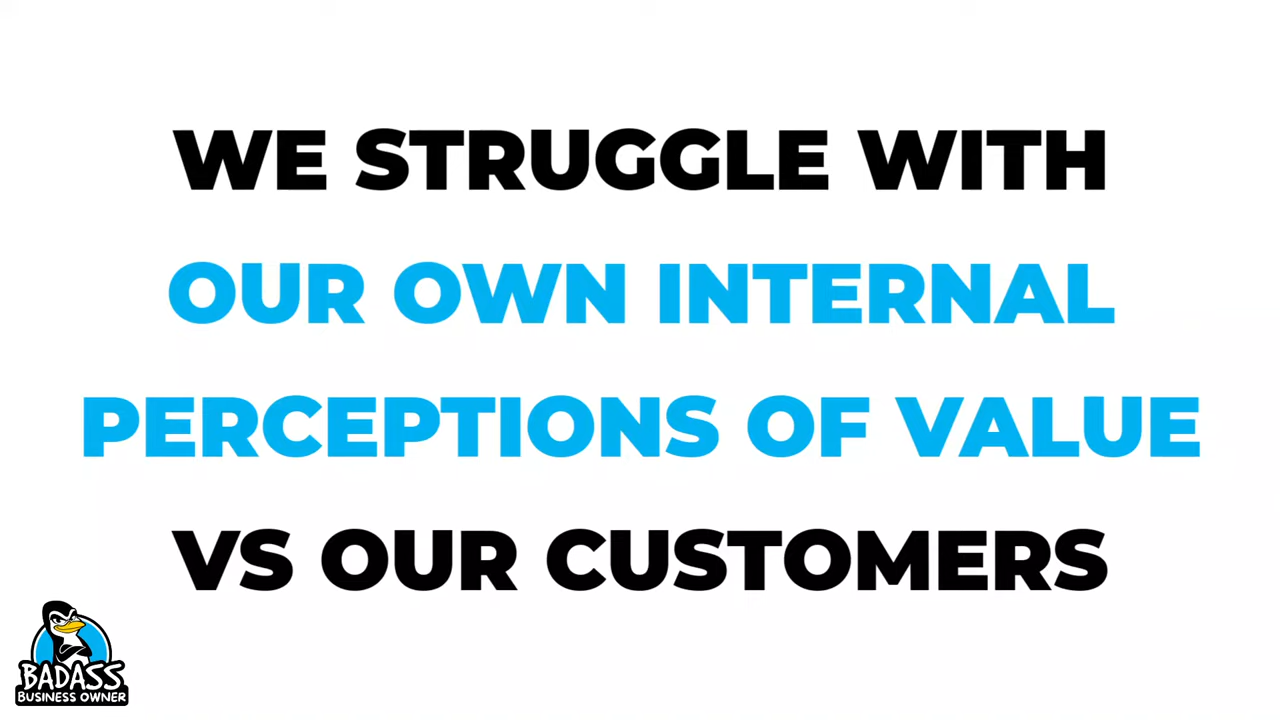 WE STRUGGLE WITH
OUR OWN INTERNAL
PERCEPTIONS OF VALUE
VS OUR CUSTOMERS
BADASS
BUSINESS OWNER